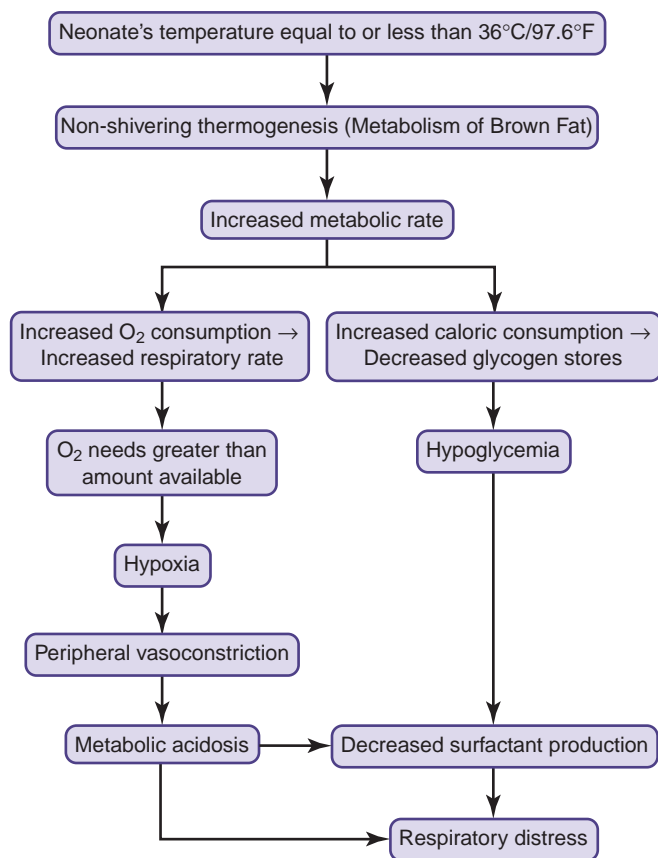 Neonate's temperature equal to or less than 36°C/97.6°F
Non-shivering thermogenesis (Metabolism of Brown Fat)
Increased metabolic rate
Increased O₂ consumption →
Increased respiratory rate
Increased caloric consumption →
Decreased glycogen stores
O₂ needs greater than
amount available
Hypoglycemia
Hypoxia
Peripheral vasoconstriction
Metabolic acidosis
Decreased surfactant production
Respiratory distress